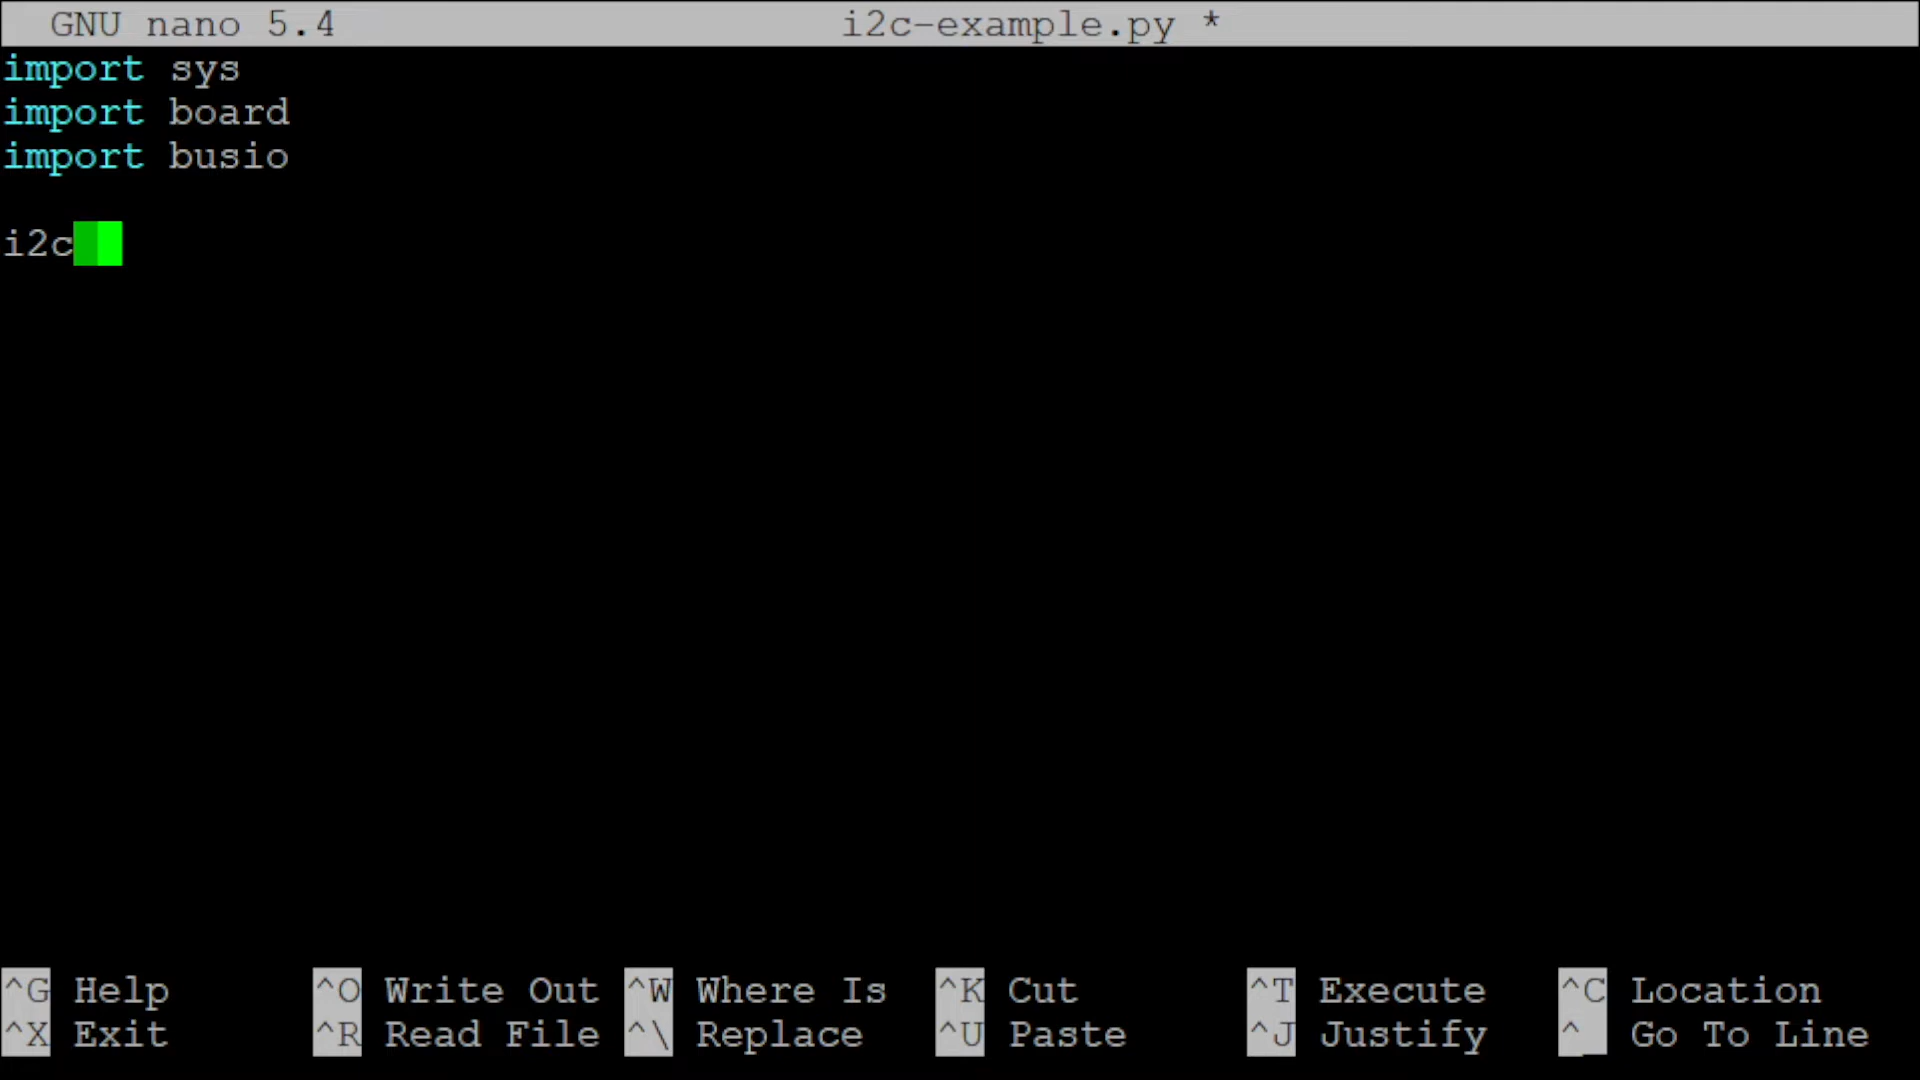 GNU nano 5.4 i2c-example.py *
import sys
import board
import busio
i2c
^G Help ^O Write Out ^W Where Is ^K Cut ^T Execute ^C Location
^X Exit ^R Read File ^\ Replace ^U Paste ^J Justify ^_ Go To Line